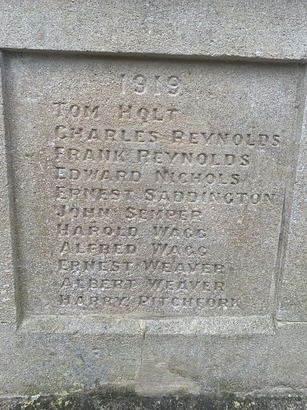 1919
TOM HOLT
CHARLES REYNOLDS
FRANK REYNOLDS
EDWARD NICHOLS
ERNEST SADDINGTON
JOHN SEMPER
HAROLD WAGG
ALFRED WAGG
ERNEST WEAVER
ALBERT WEAVER
HARRY PITCHFORK